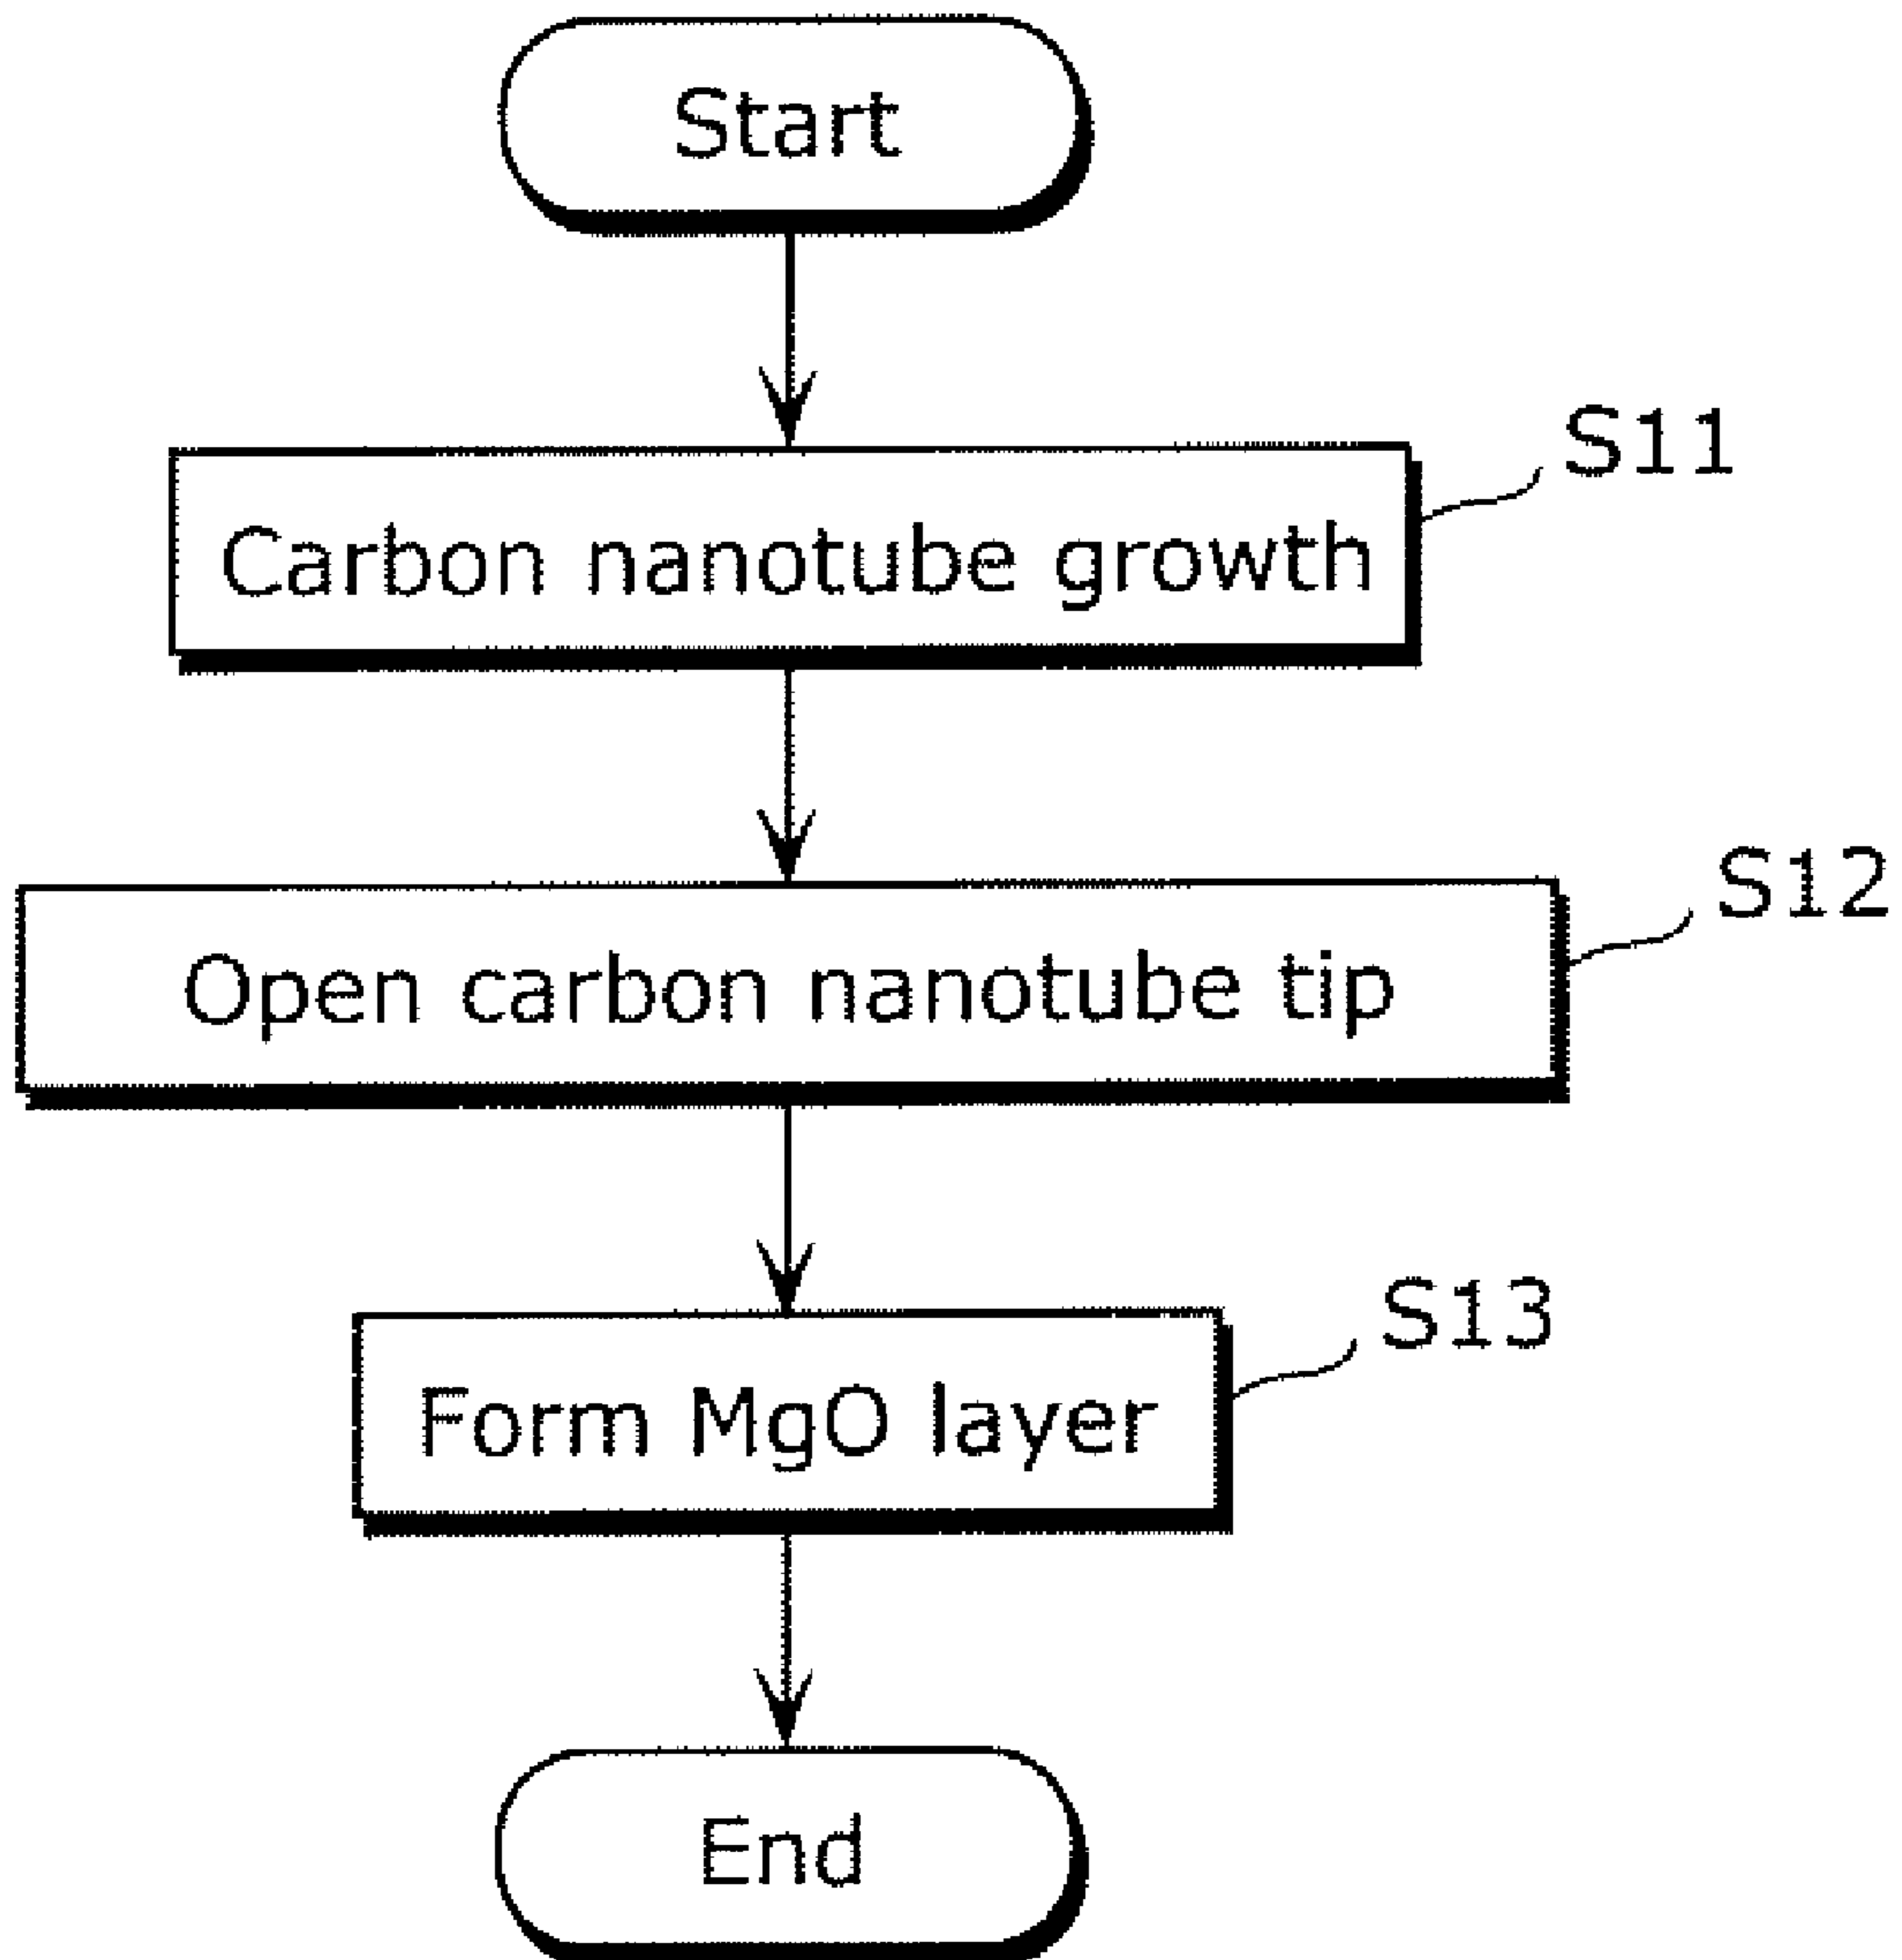 Start
S11
Carbon nanotube growth
S12
Open carbon nanotube tip
S13
Form MgO layer
End